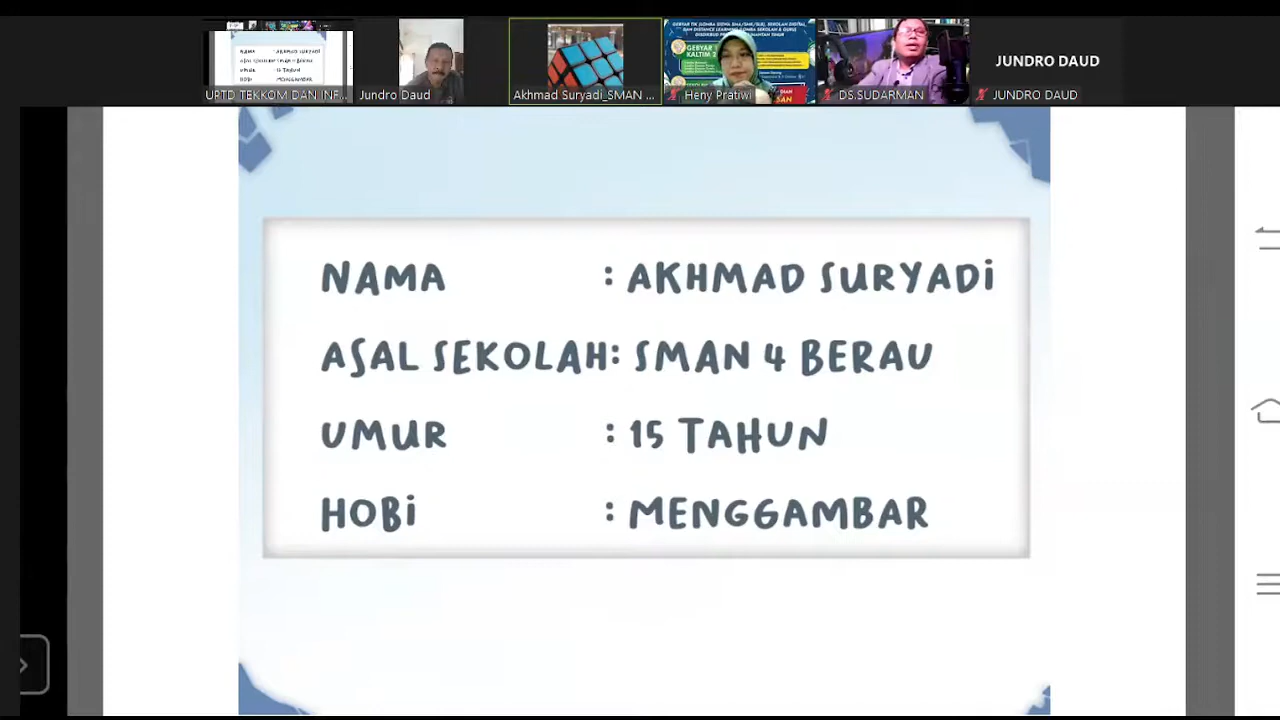 UPTD TEKKOM DAN INF...
Jundro Daud
Akhmad Suryadi_SMAN ...
Heny Pratiwi
DS.SUDARMAN
JUNDRO DAUD
JUNDRO DAUD
NAMA : AKHMAD SURYADI
ASAL SEKOLAH: SMAN 4 BERAU
UMUR : 15 TAHUN
HOBI : MENGGAMBAR